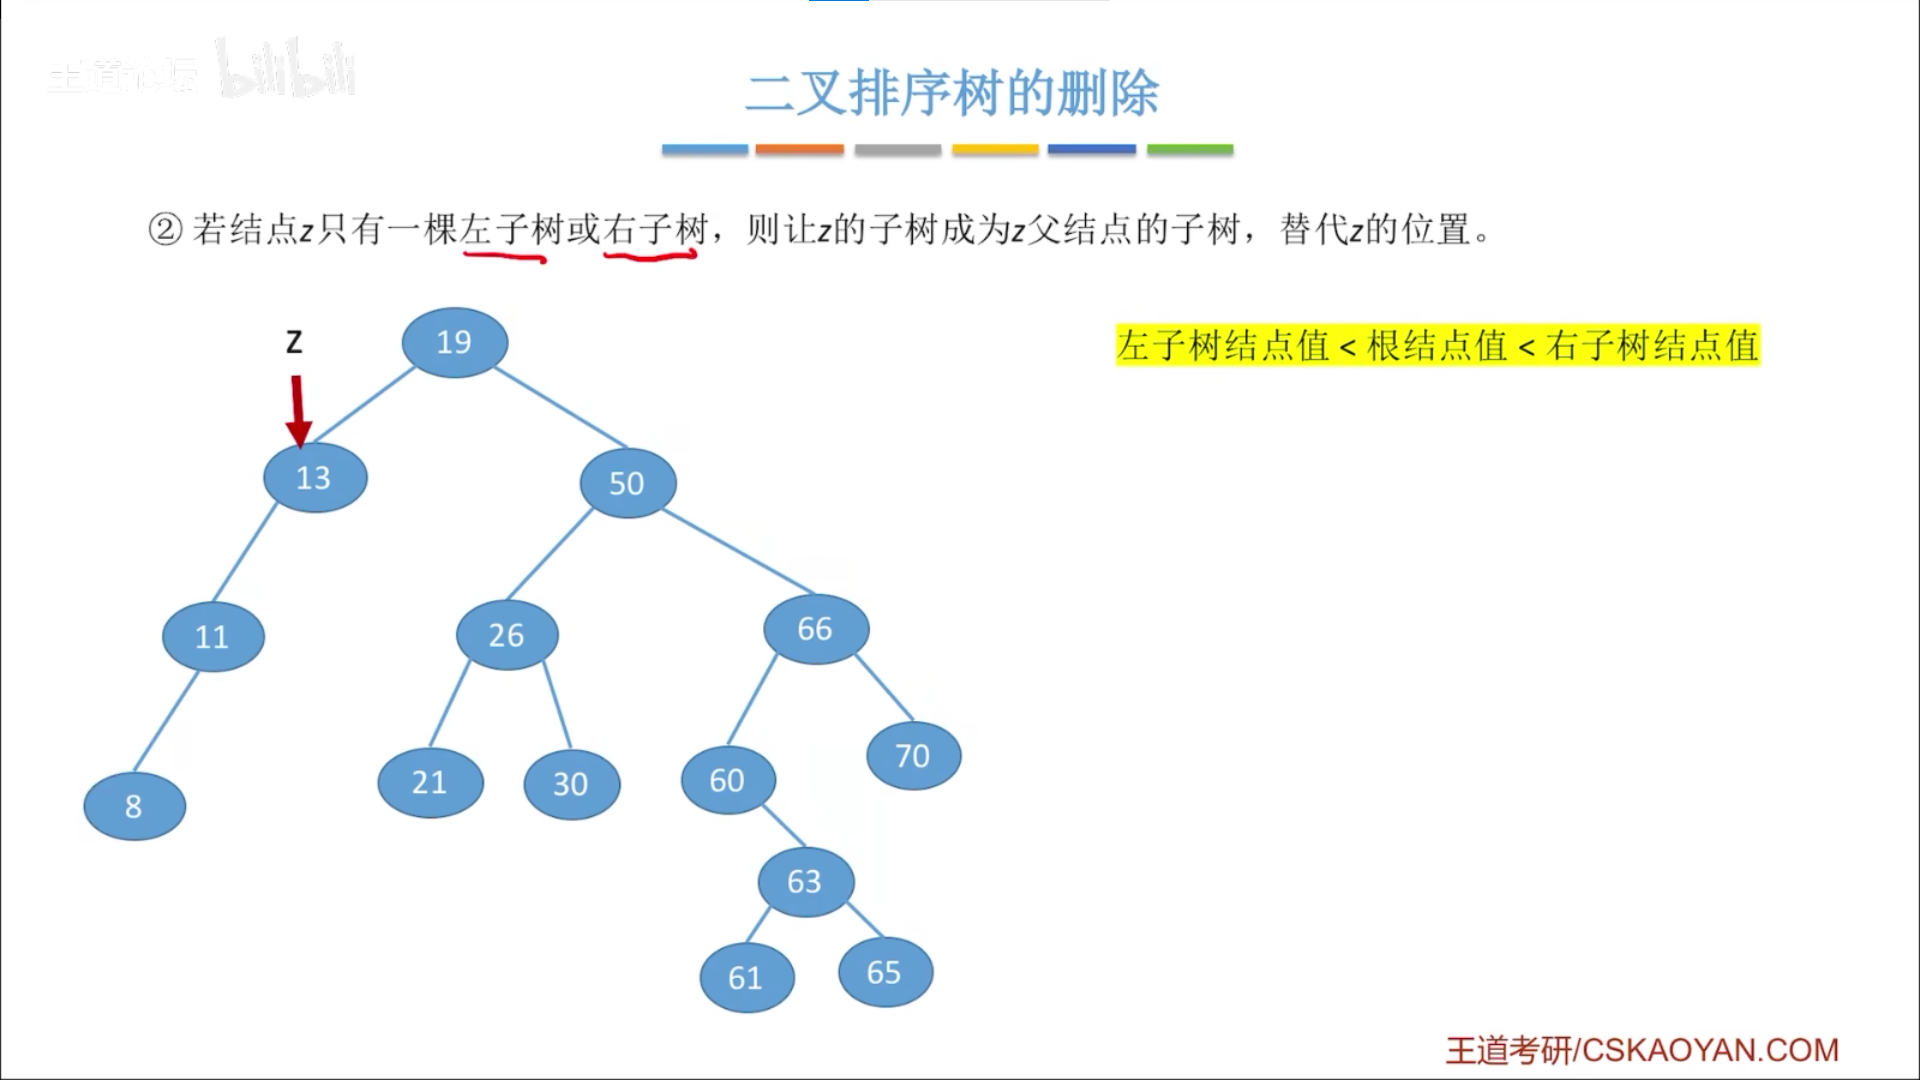 王道论坛 bilibili
二叉排序树的删除
② 若结点z只有一棵左子树或右子树，则让z的子树成为z父结点的子树，替代z的位置。
Z
19
左子树结点值 < 根结点值 < 右子树结点值
13
50
11
26
66
8
21
30
60
70
63
61
65
王道考研/CSKAOYAN.COM